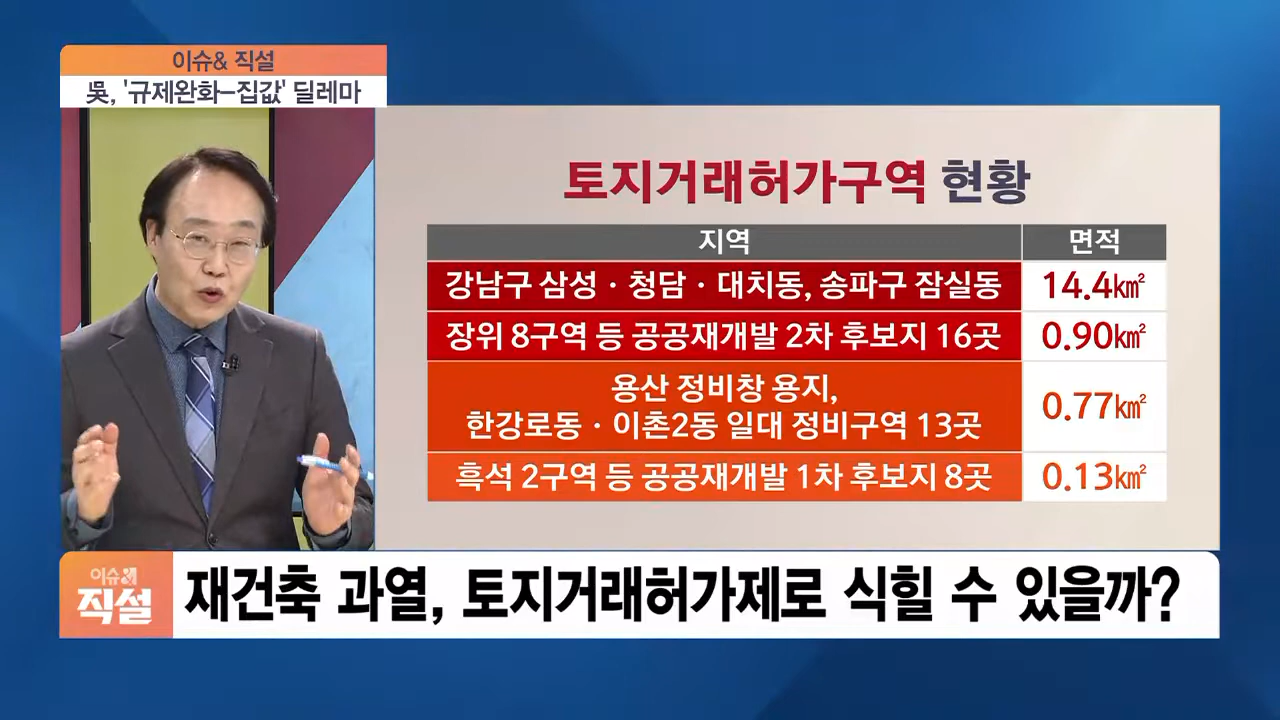 이슈& 직설
吳, '규제완화-집값' 딜레마
토지거래허가구역 현황
지역 면적
강남구 삼성·청담·대치동, 송파구 잠실동 14.4㎢
장위 8구역 등 공공재개발 2차 후보지 16곳 0.90㎢
용산 정비창 용지,
한강로동·이촌2동 일대 정비구역 13곳 0.77㎢
흑석 2구역 등 공공재개발 1차 후보지 8곳 0.13㎢
이슈&
직설
재건축 과열, 토지거래허가제로 식힐 수 있을까?